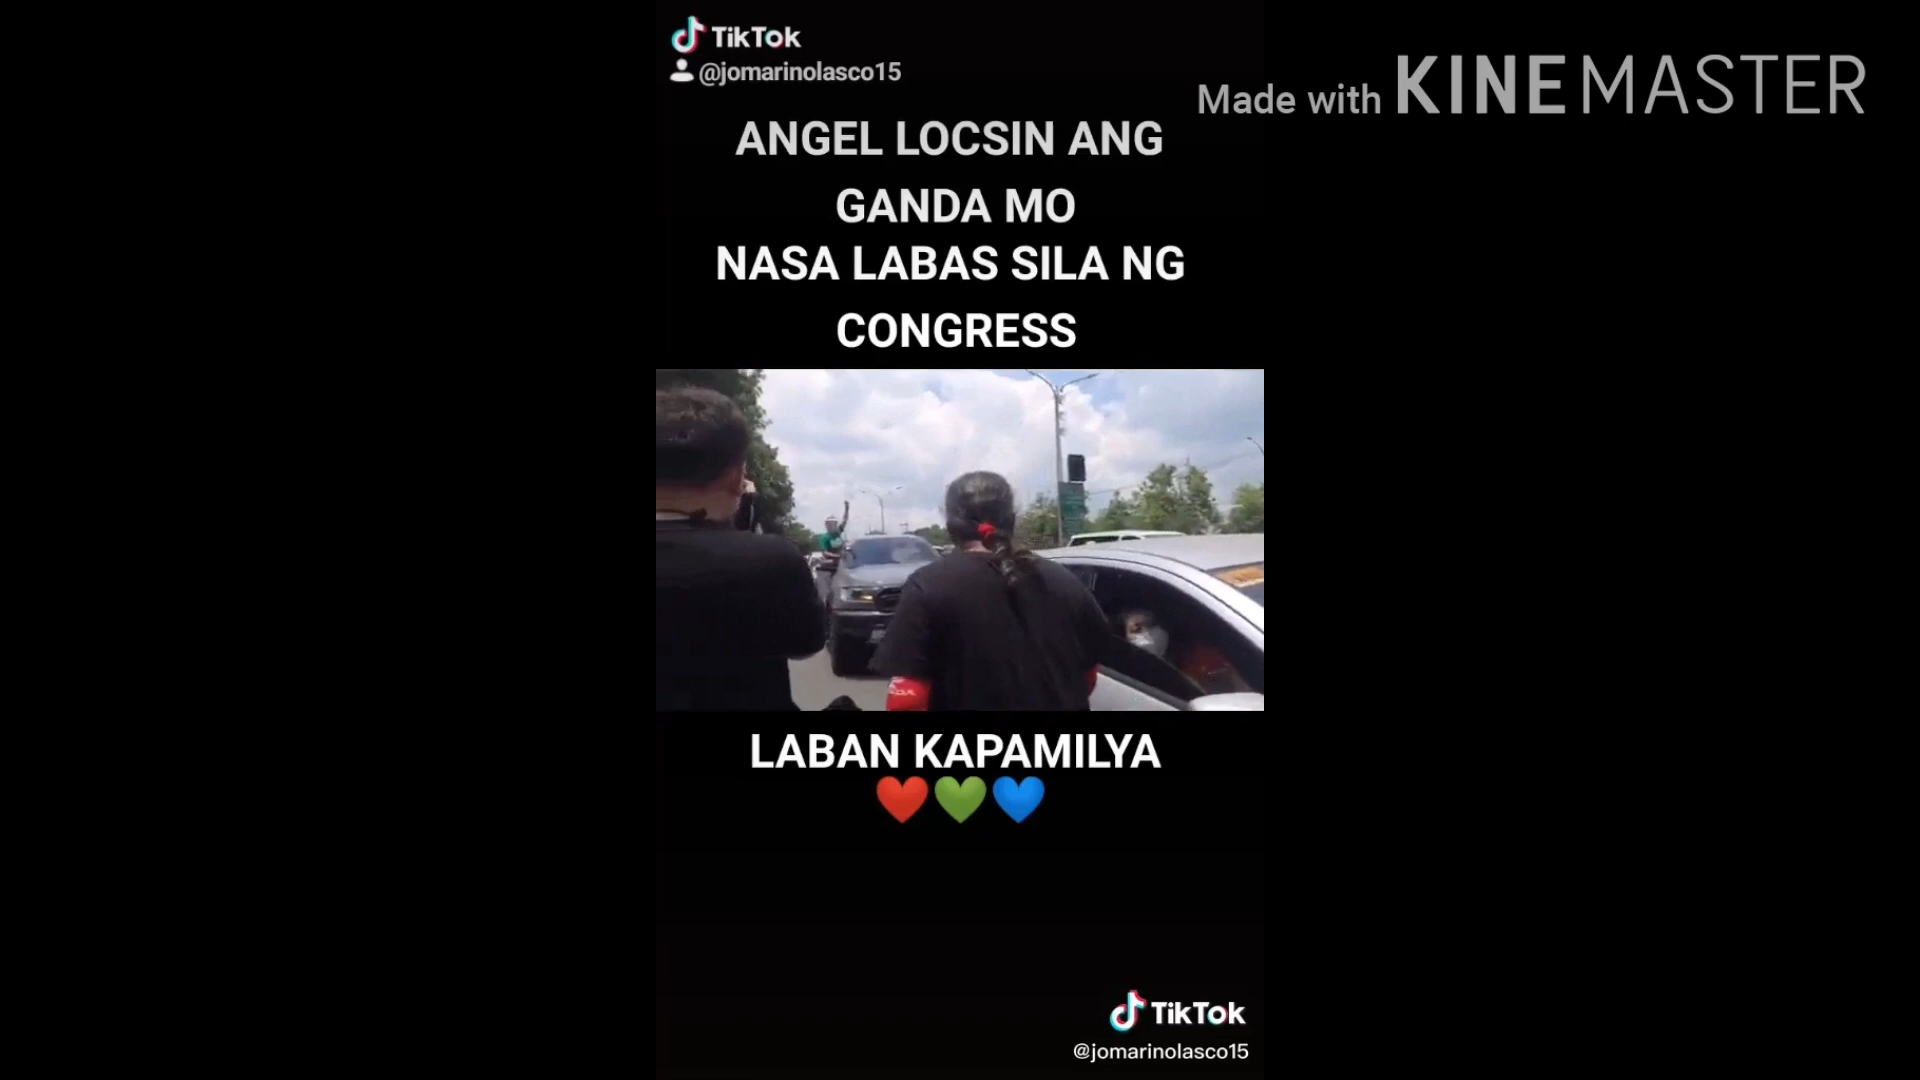 TikTok
@jomarinolasco15
Made with KINEMASTER
ANGEL LOCSIN ANG
GANDA MO
NASA LABAS SILA NG
CONGRESS
LABAN KAPAMILYA
TikTok
@jomarinolasco15